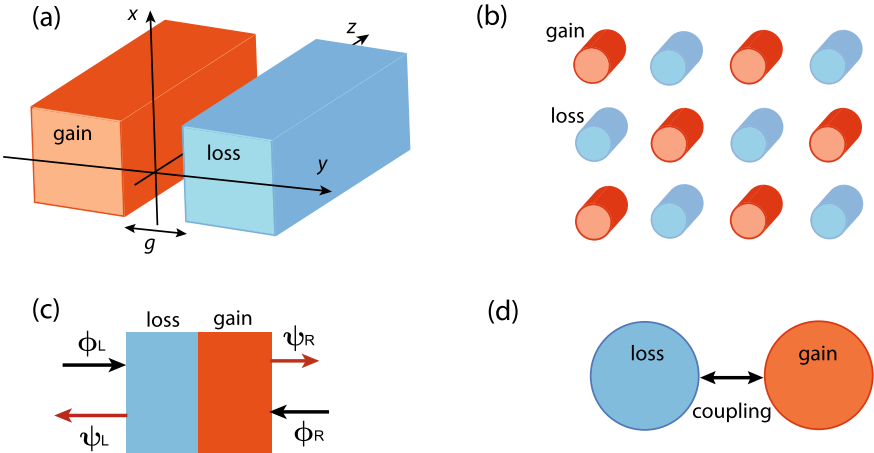 (a)
x
z
gain
loss
y
g
(b)
gain
loss
(c)
loss
gain
ϕL
ψR
ψL
ϕR
(d)
loss
gain
coupling